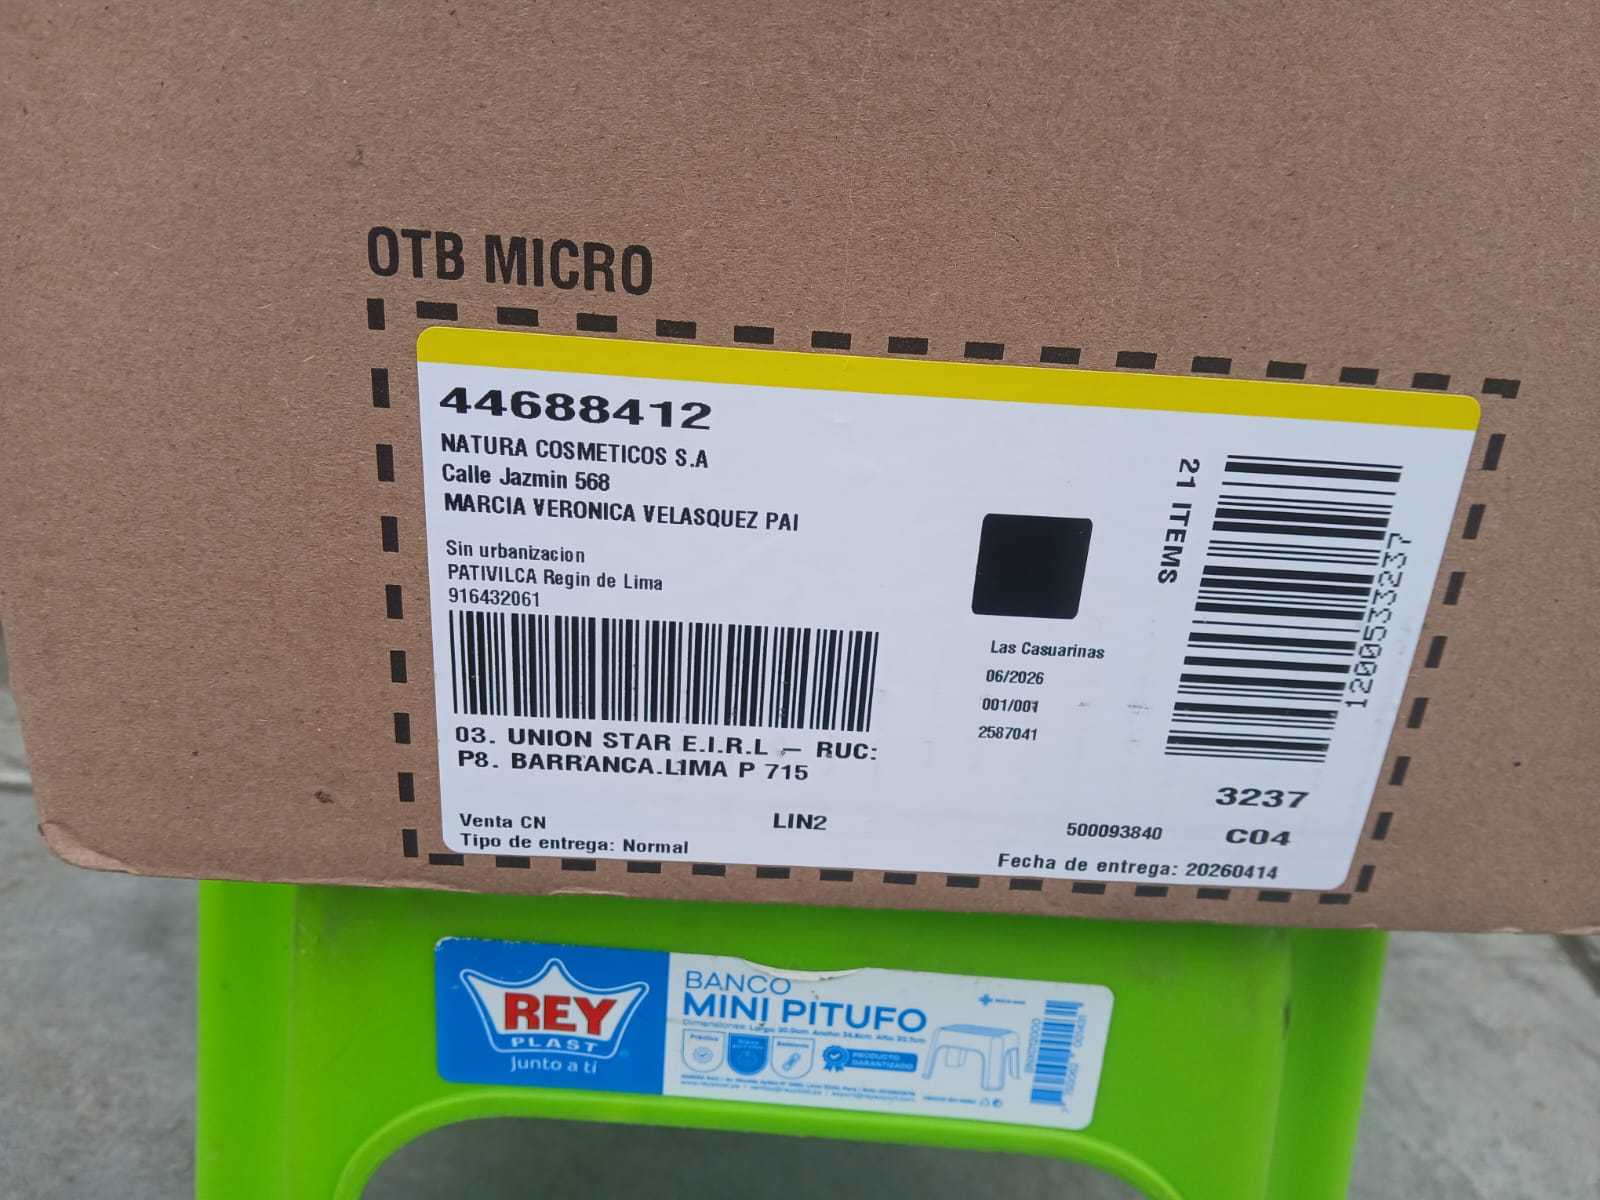 OTB MICRO
44688412
NATURA COSMETICOS S.A
Calle Jazmin 568
MARCIA VERONICA VELASQUEZ PAI
Sin urbanizacion
PATIVILCA Regin de Lima
916432061
03. UNION STAR E.I.R.L – RUC:
P8. BARRANCA.LIMA P 715
Venta CN
LIN2
Tipo de entrega: Normal
Las Casuarinas
06/2026
001/001
2587041
21 ITEMS
1200533237
3237
500093840
C04
Fecha de entrega: 20260414
REY
PLAST
junto a ti
BANCO
MINI PITUFO
PRODUCTO
GARANTIZADO